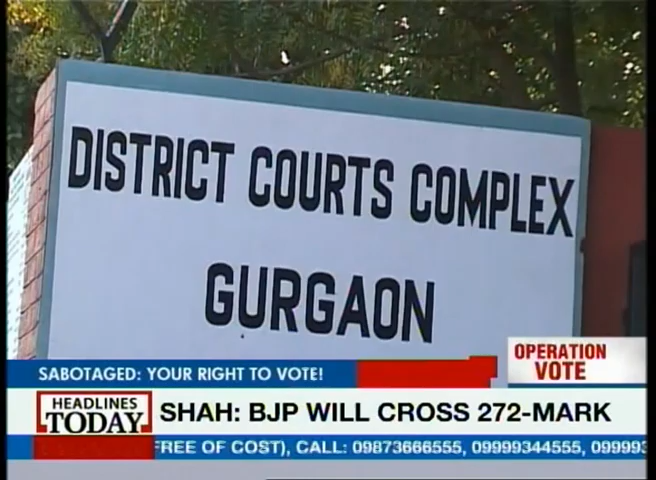 DISTRICT COURTS COMPLEX
GURGAON
OPERATION
VOTE
SABOTAGED: YOUR RIGHT TO VOTE!
HEADLINES
TODAY
SHAH: BJP WILL CROSS 272-MARK
FREE OF COST), CALL: 09873666555, 09999344555, 099993